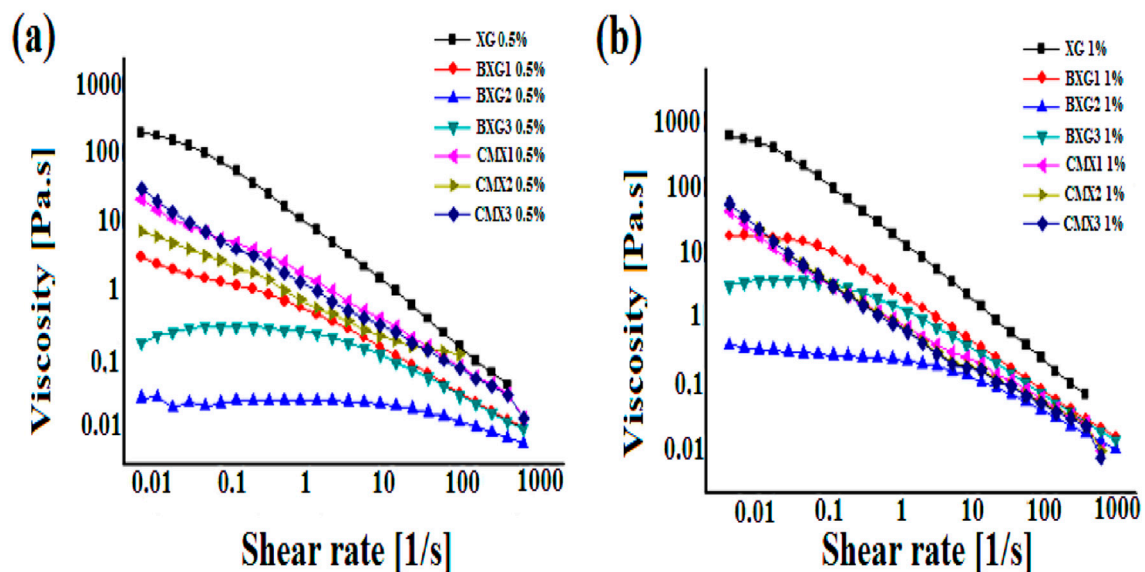 (a)
XG 0.5%
BXG1 0.5%
BXG2 0.5%
BXG3 0.5%
CMX1 0.5%
CMX2 0.5%
CMX3 0.5%
1000
100
10
1
0.1
0.01
Viscosity [Pa.s]
0.01 0.1 1 10 100 1000
Shear rate [1/s]
(b)
XG 1%
BXG1 1%
BXG2 1%
BXG3 1%
CMX1 1%
CMX2 1%
CMX3 1%
1000
100
10
1
0.1
0.01
Viscosity [Pa.s]
0.01 0.1 1 10 100 1000
Shear rate [1/s]